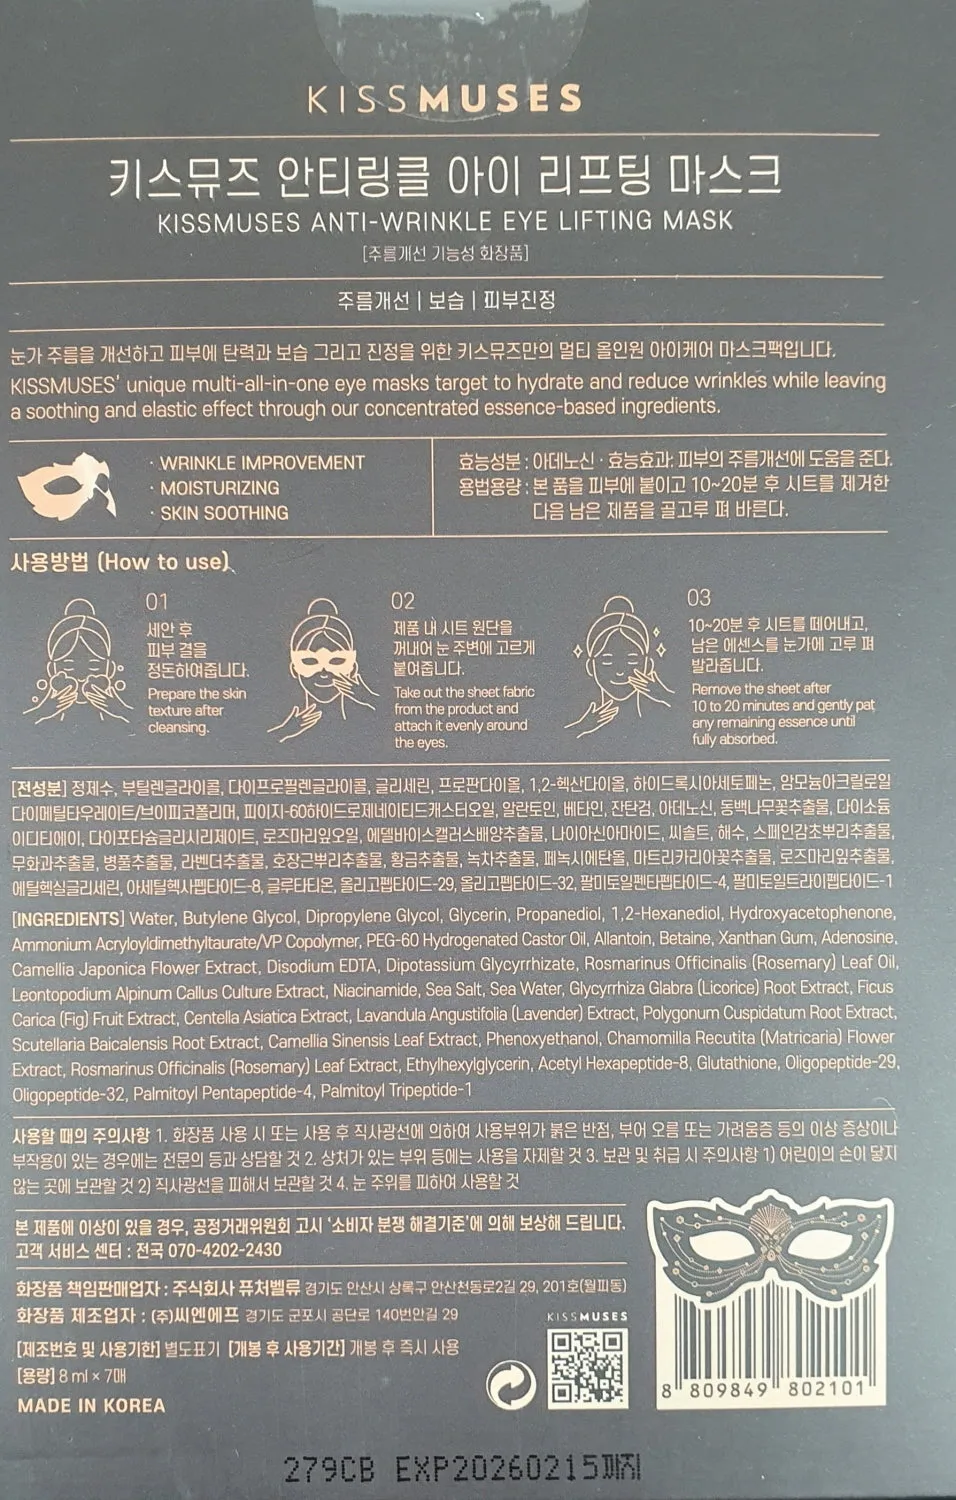 KISSMUSES
키스뮤즈 안티링클 아이 리프팅 마스크
KISSMUSES ANTI-WRINKLE EYE LIFTING MASK
[주름개선 기능성 화장품]
주름개선 | 보습 | 피부진정
눈가 주름을 개선하고 피부에 탄력과 보습 그리고 진정을 위한 키스뮤즈만의 멀티 올인원 아이케어 마스크팩입니다.
KISSMUSES' unique multi-all-in-one eye masks target to hydrate and reduce wrinkles while leaving
a soothing and elastic effect through our concentrated essence-based ingredients.
· WRINKLE IMPROVEMENT
· MOISTURIZING
· SKIN SOOTHING
효능성분 : 아데노신 · 효능효과: 피부의 주름개선에 도움을 준다.
용법용량 : 본 품을 피부에 붙이고 10~20분 후 시트를 제거한
다음 남은 제품을 골고루 펴 바른다.
사용방법 (How to use)
01
세안 후
피부 결을
정돈하여줍니다.
Prepare the skin
texture after
cleansing.
02
제품 내 시트 원단을
꺼내어 눈 주변에 고르게
붙여줍니다.
Take out the sheet fabric
from the product and
attach it evenly around
the eyes.
03
10~20분 후 시트를 떼어내고,
남은 에센스를 눈가에 고루 펴
발라줍니다.
Remove the sheet after
10 to 20 minutes and gently pat
any remaining essence until
fully absorbed.
[전성분] 정제수, 부틸렌글라이콜, 다이프로필렌글라이콜, 글리세린, 프로판다이올, 1,2-헥산다이올, 하이드록시아세토페논, 암모늄아크릴로일
다이메틸타우레이트/브이피코폴리머, 피이지-60하이드로제네이티드캐스터오일, 알란토인, 베타인, 잔탄검, 아데노신, 동백나무꽃추출물, 다이소듐
이디티에이, 다이포타슘글리시리제이트, 로즈마리잎오일, 에델바이스캘러스배양추출물, 나이아신아마이드, 씨솔트, 해수, 스페인감초뿌리추출물,
무화과추출물, 병풀추출물, 라벤더추출물, 호장근뿌리추출물, 황금추출물, 녹차추출물, 페녹시에탄올, 마트리카리아꽃추출물, 로즈마리잎추출물,
에틸헥실글리세린, 아세틸헥사펩타이드-8, 글루타티온, 올리고펩타이드-29, 올리고펩타이드-32, 팔미토일펜타펩타이드-4, 팔미토일트라이펩타이드-1
[INGREDIENTS] Water, Butylene Glycol, Dipropylene Glycol, Glycerin, Propanediol, 1,2-Hexanediol, Hydroxyacetophenone,
Ammonium Acryloyldimethyltaurate/VP Copolymer, PEG-60 Hydrogenated Castor Oil, Allantoin, Betaine, Xanthan Gum, Adenosine,
Camellia Japonica Flower Extract, Disodium EDTA, Dipotassium Glycyrrhizate, Rosmarinus Officinalis (Rosemary) Leaf Oil,
Leontopodium Alpinum Callus Culture Extract, Niacinamide, Sea Salt, Sea Water, Glycyrrhiza Glabra (Licorice) Root Extract, Ficus
Carica (Fig) Fruit Extract, Centella Asiatica Extract, Lavandula Angustifolia (Lavender) Extract, Polygonum Cuspidatum Root Extract,
Scutellaria Baicalensis Root Extract, Camellia Sinensis Leaf Extract, Phenoxyethanol, Chamomilla Recutita (Matricaria) Flower
Extract, Rosmarinus Officinalis (Rosemary) Leaf Extract, Ethylhexylglycerin, Acetyl Hexapeptide-8, Glutathione, Oligopeptide-29,
Oligopeptide-32, Palmitoyl Pentapeptide-4, Palmitoyl Tripeptide-1
사용할 때의 주의사항 1. 화장품 사용 시 또는 사용 후 직사광선에 의하여 사용부위가 붉은 반점, 부어 오름 또는 가려움증 등의 이상 증상이나
부작용이 있는 경우에는 전문의 등과 상담할 것 2. 상처가 있는 부위 등에는 사용을 자제할 것 3. 보관 및 취급 시 주의사항 1) 어린이의 손이 닿지
않는 곳에 보관할 것 2) 직사광선을 피해서 보관할 것 4. 눈 주위를 피하여 사용할 것
본 제품에 이상이 있을 경우, 공정거래위원회 고시 '소비자 분쟁 해결기준'에 의해 보상해 드립니다.
고객 서비스 센터 : 전국 070-4202-2430
화장품 책임판매업자 : 주식회사 퓨처벨류 경기도 안산시 상록구 안산천동로2길 29, 201호(월피동)
화장품 제조업자 : (주)씨엔에프 경기도 군포시 공단로 140번안길 29
[제조번호 및 사용기한] 별도표기 [개봉 후 사용기간] 개봉 후 즉시 사용
[용량] 8 ml × 7매
MADE IN KOREA
KISSMUSES
8 809849 802101
279CB EXP20260215까지